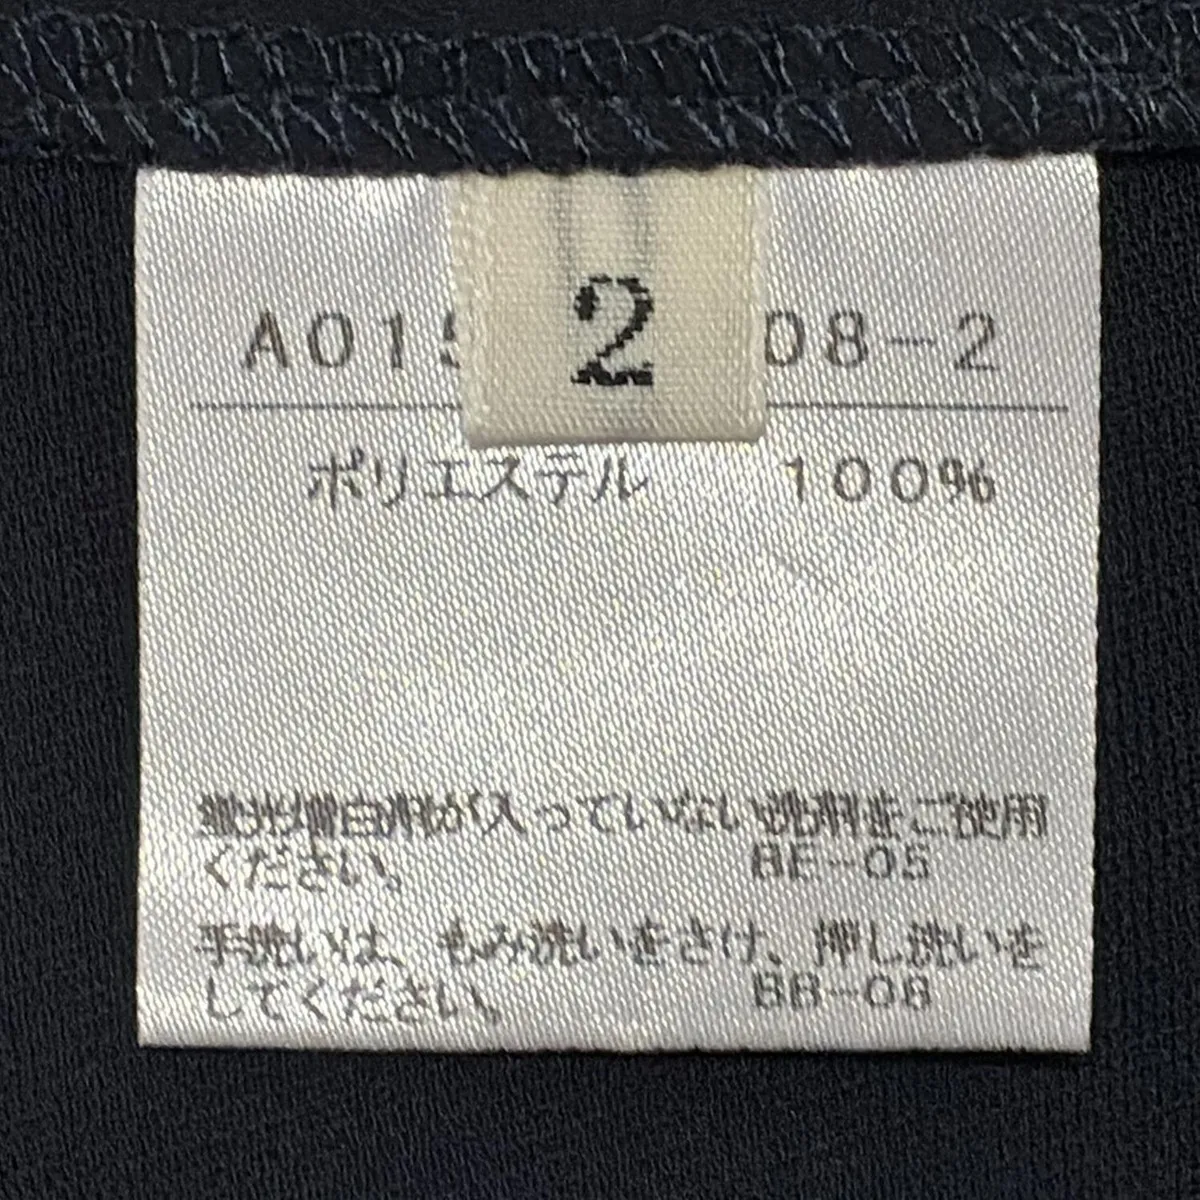 2
A015 08-2
ポリエステル 100%
蛍光増白剤が入っていない洗剤をご使用
ください。 BE-05
手洗いは、もみ洗いをさけ、押し洗いを
してください。 BB-08